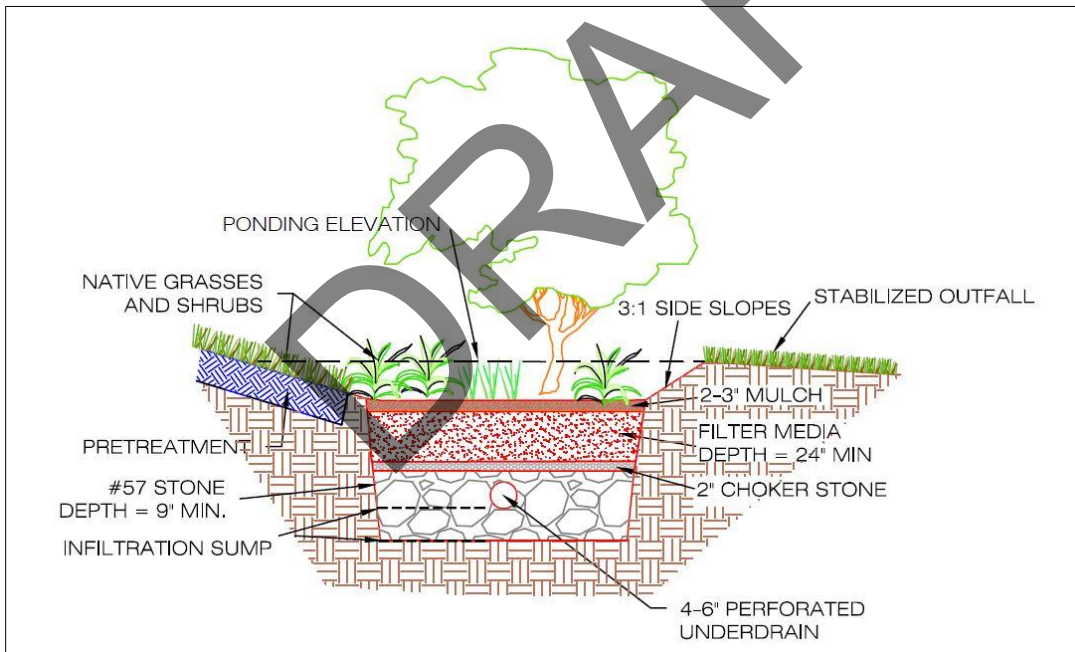 DRAF
PONDING ELEVATION
NATIVE GRASSES
AND SHRUBS
3:1 SIDE SLOPES
STABILIZED OUTFALL
2-3" MULCH
PRETREATMENT
FILTER MEDIA
DEPTH = 24" MIN
#57 STONE
DEPTH = 9" MIN.
2" CHOKER STONE
INFILTRATION SUMP
4-6" PERFORATED
UNDERDRAIN